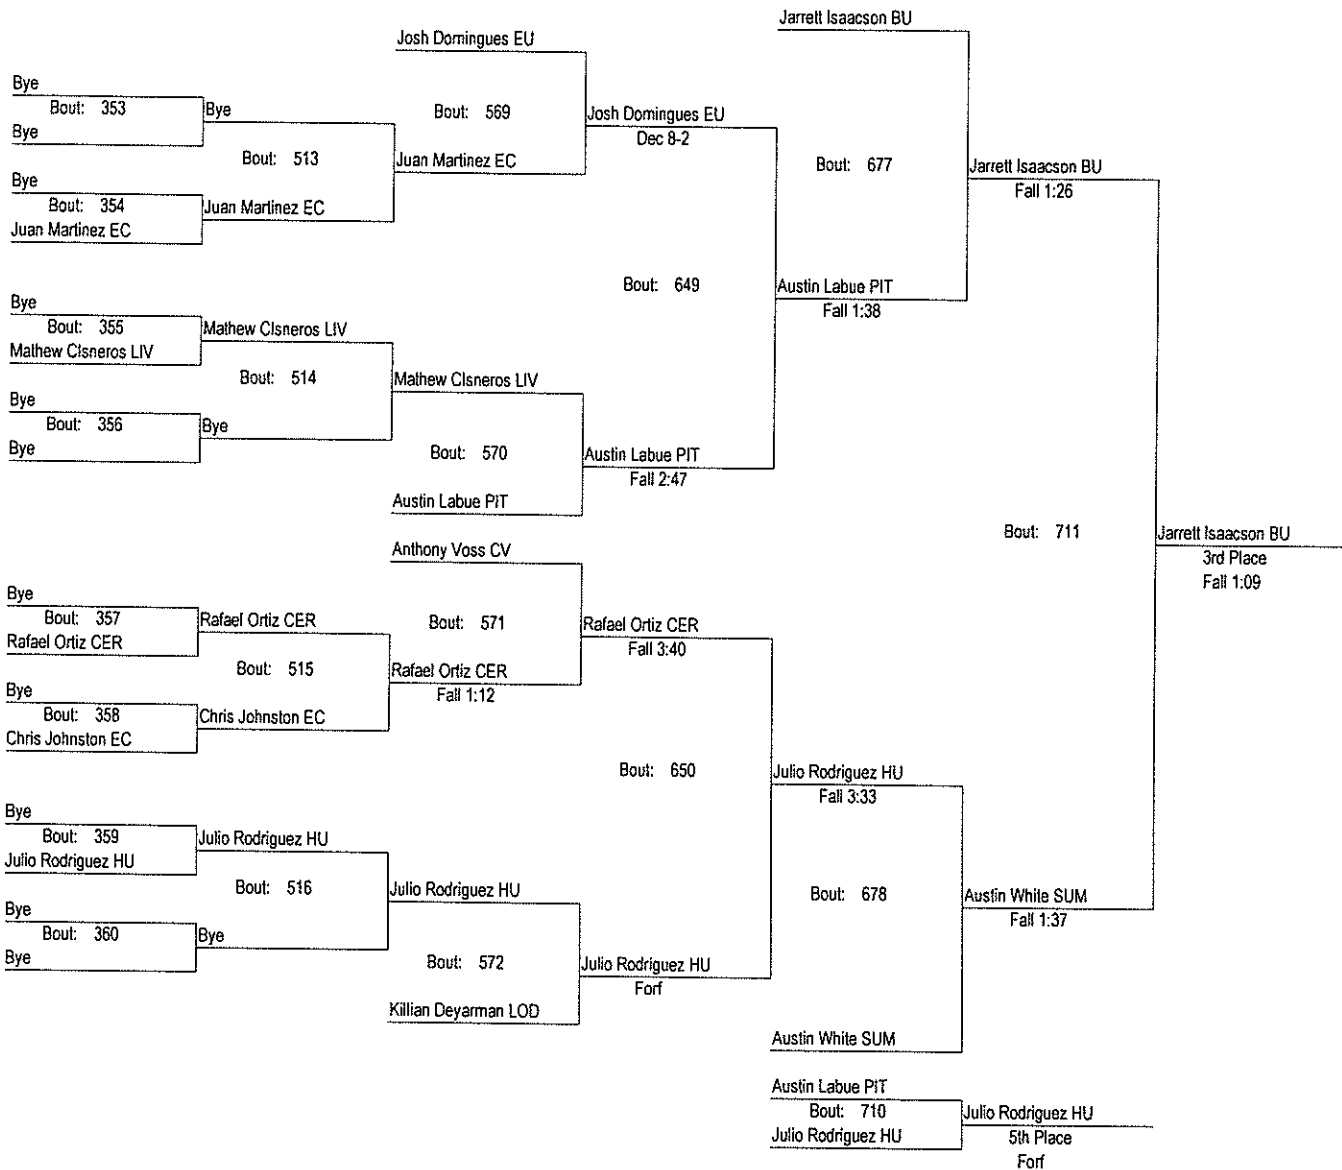 Jarrett Isaacson BU
Josh Domingues EU
Bye
Bout: 353
Bye
Bye
Bout: 513
Bye
Bout: 354
Juan Martinez EC
Juan Martinez EC
Bout: 569
Juan Martinez EC
Josh Domingues EU
Dec 8-2
Bout: 677
Jarrett Isaacson BU
Fall 1:26
Bout: 649
Austin Labue PIT
Fall 1:38
Bye
Bout: 355
Mathew CIsneros LIV
Mathew CIsneros LIV
Bout: 514
Mathew CIsneros LIV
Bye
Bout: 356
Bye
Bye
Bout: 570
Austin Labue PIT
Fall 2:47
Austin Labue PIT
Bout: 711
Jarrett Isaacson BU
3rd Place
Fall 1:09
Anthony Voss CV
Bye
Bout: 357
Rafael Ortiz CER
Rafael Ortiz CER
Bout: 571
Rafael Ortiz CER
Fall 3:40
Bout: 515
Rafael Ortiz CER
Fall 1:12
Bye
Bout: 358
Chris Johnston EC
Chris Johnston EC
Bout: 650
Julio Rodriguez HU
Fall 3:33
Bye
Bout: 359
Julio Rodriguez HU
Julio Rodriguez HU
Bout: 516
Julio Rodriguez HU
Bout: 678
Austin White SUM
Fall 1:37
Bye
Bout: 360
Bye
Bye
Bout: 572
Julio Rodriguez HU
Forf
Killian Deyarman LOD
Austin White SUM
Austin Labue PIT
Bout: 710
Julio Rodriguez HU
Julio Rodriguez HU
5th Place
Forf